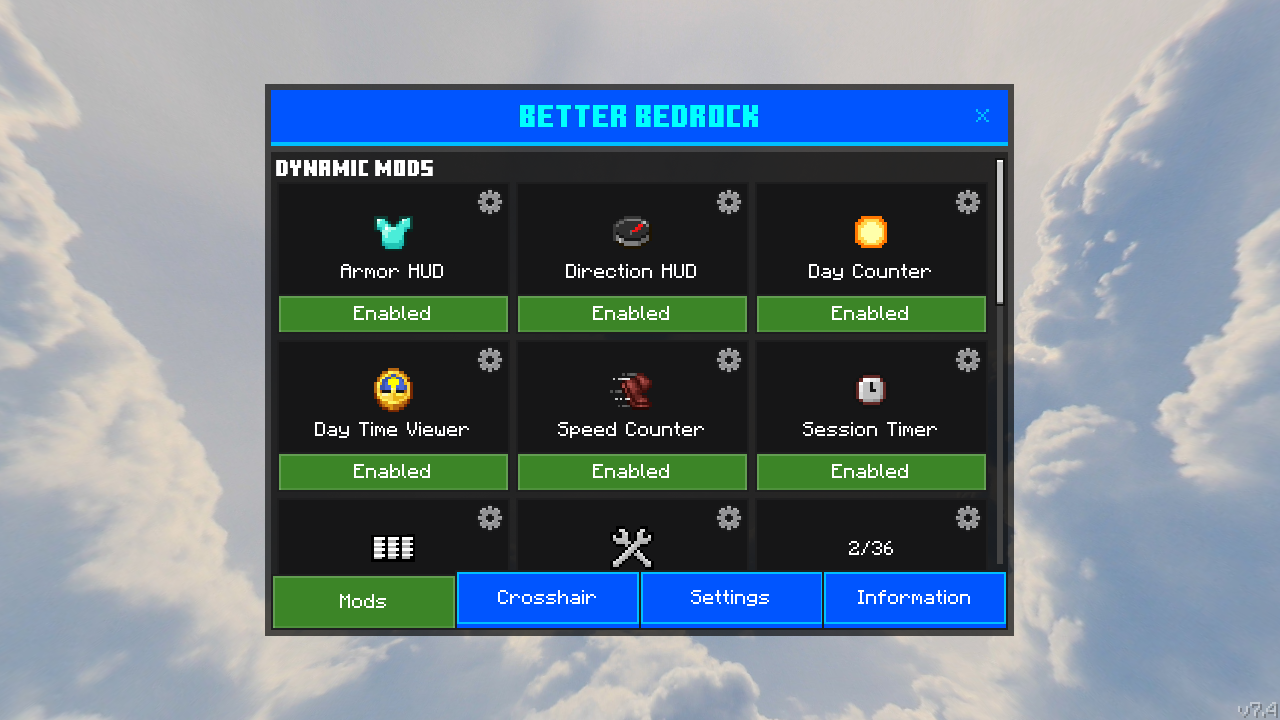 BETTER BEDROCK
DYNAMIC MODS
Armor HUD
Direction HUD
Day Counter
Enabled
Enabled
Enabled
Day Time Viewer
Speed Counter
Session Timer
Enabled
Enabled
Enabled
2/36
Mods
Crosshair
Settings
Information
v7.4